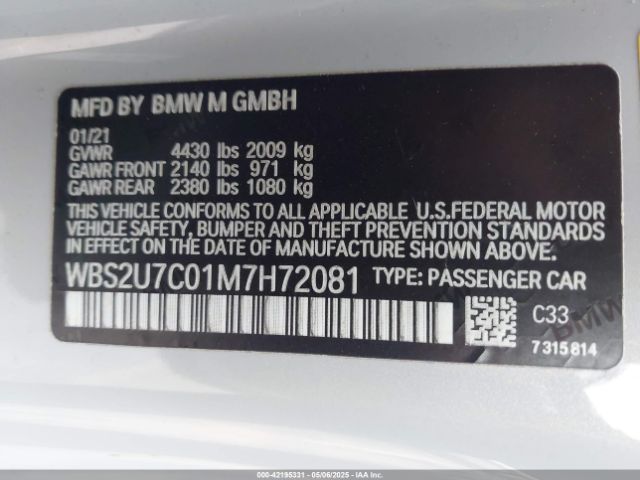 MFD BY BMW M GMBH
01/21
GVWR 4430 lbs 2009 kg
GAWR FRONT 2140 lbs 971 kg
GAWR REAR 2380 lbs 1080 kg
THIS VEHICLE CONFORMS TO ALL APPLICABLE U.S.FEDERAL MOTOR
VEHICLE SAFETY, BUMPER AND THEFT PREVENTION STANDARDS
IN EFFECT ON THE DATE OF MANUFACTURE SHOWN ABOVE.
WBS2U7C01M7H72081 TYPE: PASSENGER CAR
C33
BMW
7315814
000-42195331 - 05/06/2025 - IAAI.COM